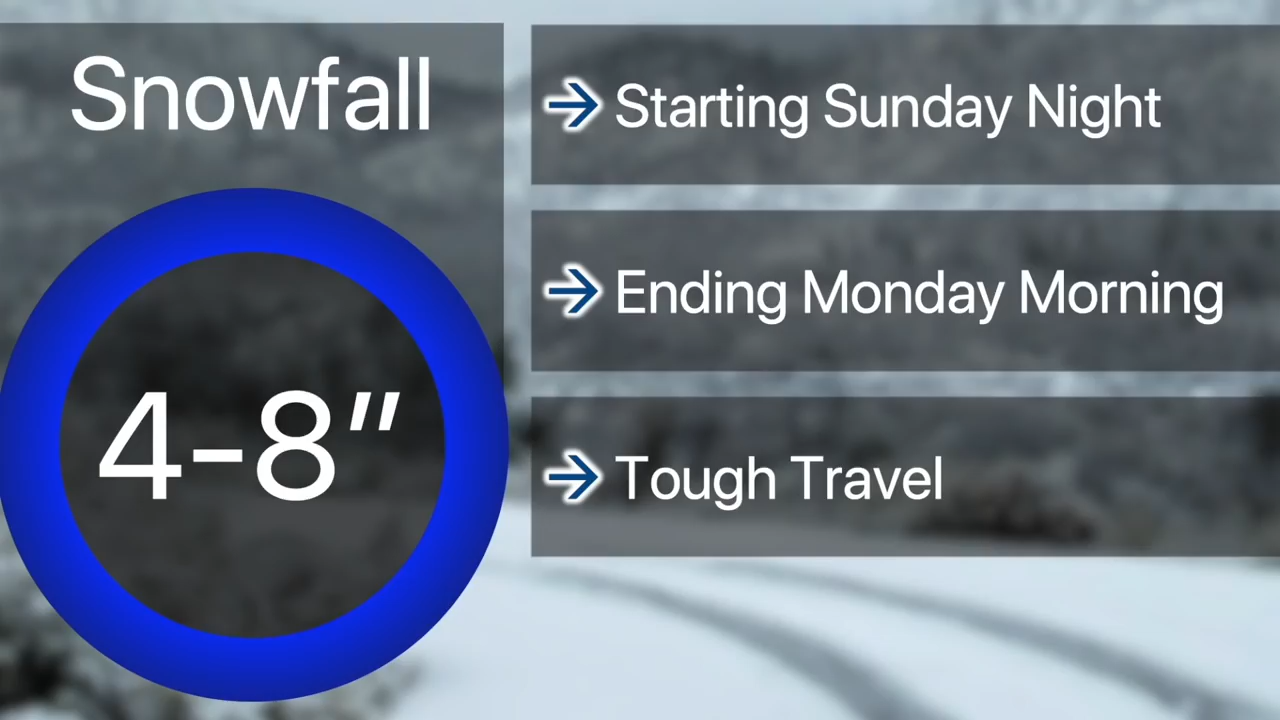 Snowfall
4-8"
Starting Sunday Night
Ending Monday Morning
Tough Travel